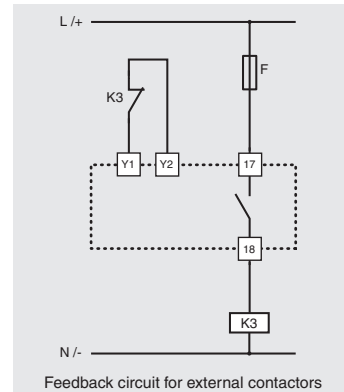 L /+
F
K3
Y1 Y2 17
18
K3
N /-
Feedback circuit for external contactors